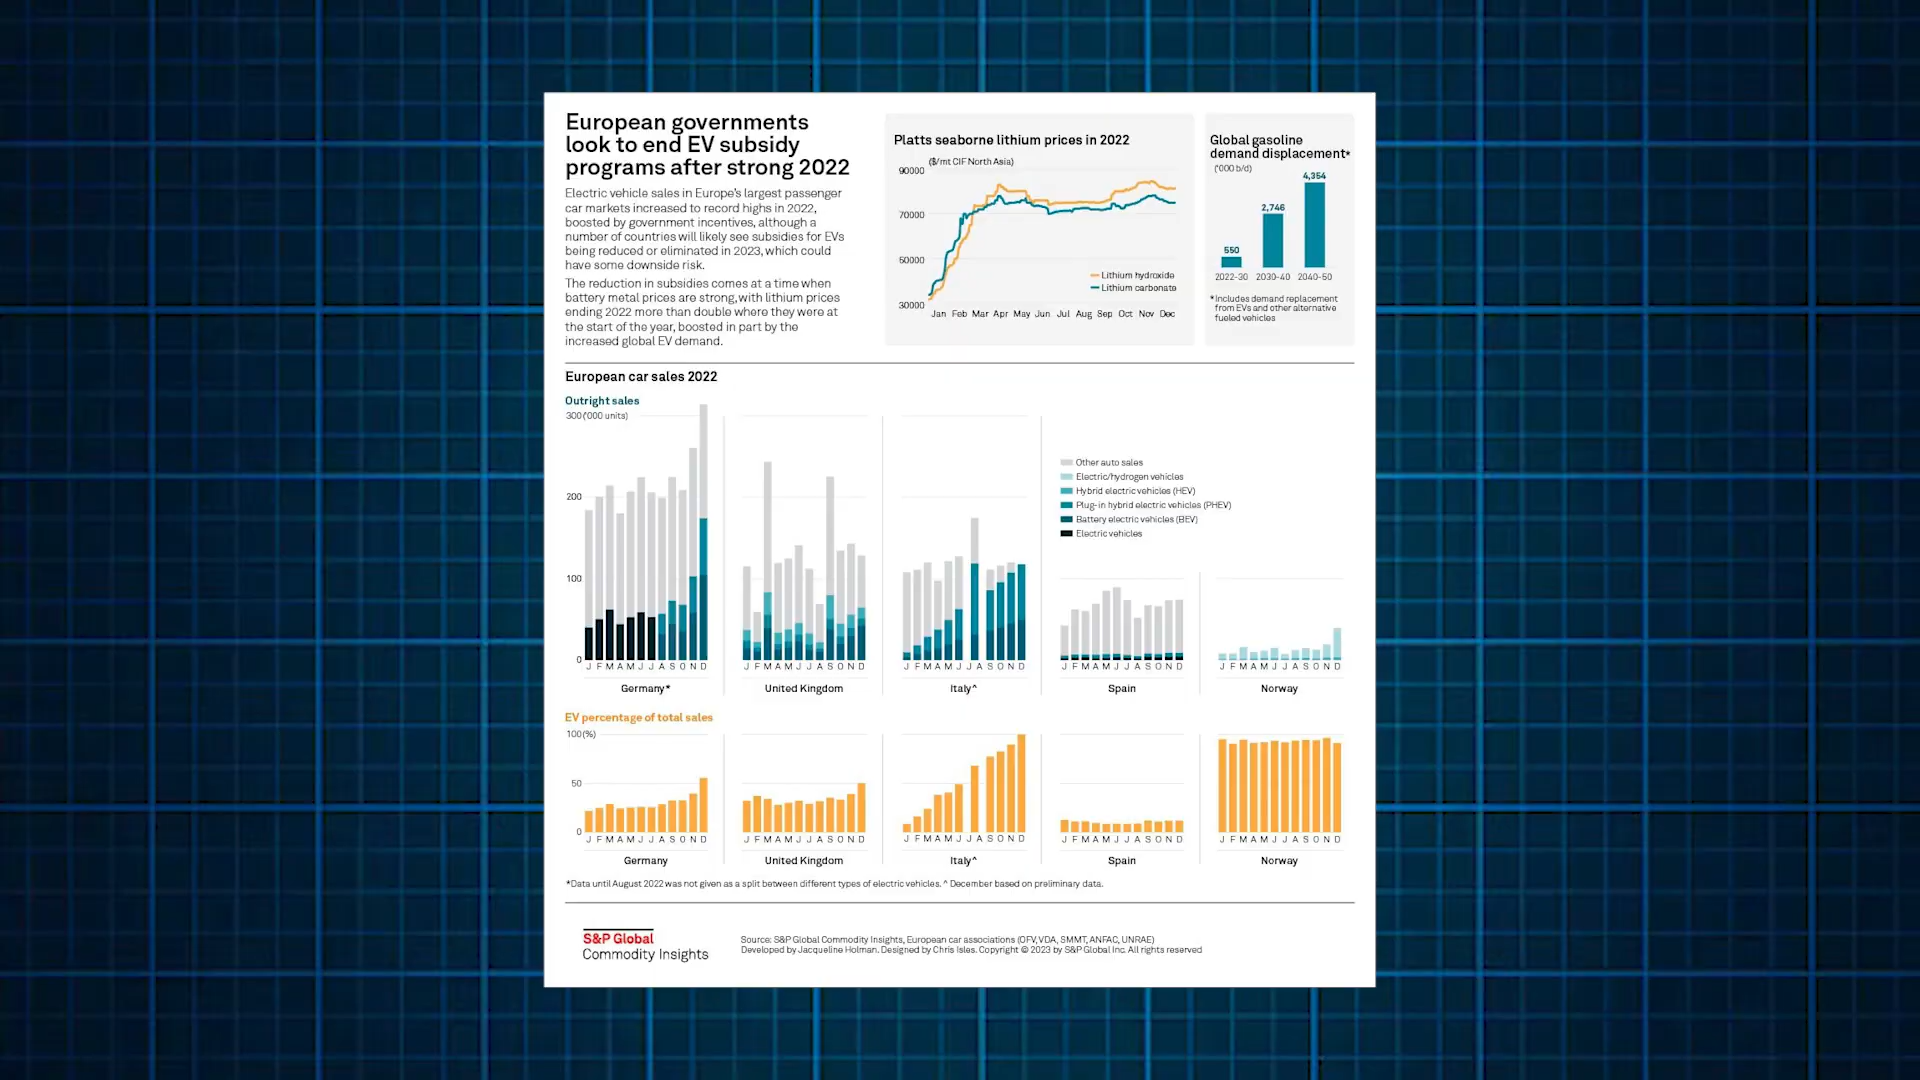 European governments
look to end EV subsidy
programs after strong 2022
Electric vehicle sales in Europe's largest passenger
car markets increased to record highs in 2022,
boosted by government incentives, although a
number of countries will likely see subsidies for EVs
being reduced or eliminated in 2023, which could
have some downside risk.
The reduction in subsidies comes at a time when
battery metal prices are strong, with lithium prices
ending 2022 more than double where they were at
the start of the year, boosted in part by the
increased global EV demand.
Platts seaborne lithium prices in 2022
($/mt CIF North Asia)
90000
70000
50000
30000
Lithium hydroxide
Lithium carbonate
Jan Feb Mar Apr May Jun Jul Aug Sep Oct Nov Dec
Global gasoline
demand displacement*
('000 b/d)
4,354
2,746
550
2022-30 2030-40 2040-50
*Includes demand replacement
from EVs and other alternative
fueled vehicles
European car sales 2022
Outright sales
300 ('000 units)
200
100
0
Other auto sales
Electric/hydrogen vehicles
Hybrid electric vehicles (HEV)
Plug-in hybrid electric vehicles (PHEV)
Battery electric vehicles (BEV)
Electric vehicles
J F M A M J J A S O N D
J F M A M J J A S O N D
J F M A M J J A S O N D
J F M A M J J A S O N D
J F M A M J J A S O N D
Germany*
United Kingdom
Italy^
Spain
Norway
EV percentage of total sales
100 (%)
50
0
J F M A M J J A S O N D
J F M A M J J A S O N D
J F M A M J J A S O N D
J F M A M J J A S O N D
J F M A M J J A S O N D
Germany
United Kingdom
Italy^
Spain
Norway
*Data until August 2022 was not given as a split between different types of electric vehicles. ^ December based on preliminary data.
S&P Global
Commodity Insights
Source: S&P Global Commodity Insights, European car associations (OFV, VDA, SMMT, ANFAC, UNRAE)
Developed by Jacqueline Holman. Designed by Chris Isles. Copyright © 2023 by S&P Global Inc. All rights reserved